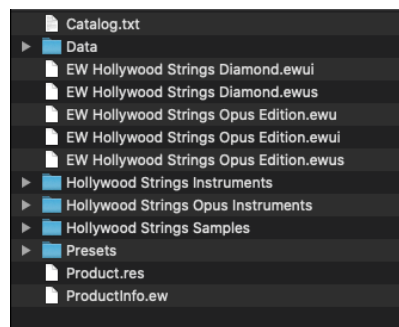 Catalog.txt
Data
EW Hollywood Strings Diamond.ewui
EW Hollywood Strings Diamond.ewus
EW Hollywood Strings Opus Edition.ewu
EW Hollywood Strings Opus Edition.ewui
EW Hollywood Strings Opus Edition.ewus
Hollywood Strings Instruments
Hollywood Strings Opus Instruments
Hollywood Strings Samples
Presets
Product.res
ProductInfo.ew